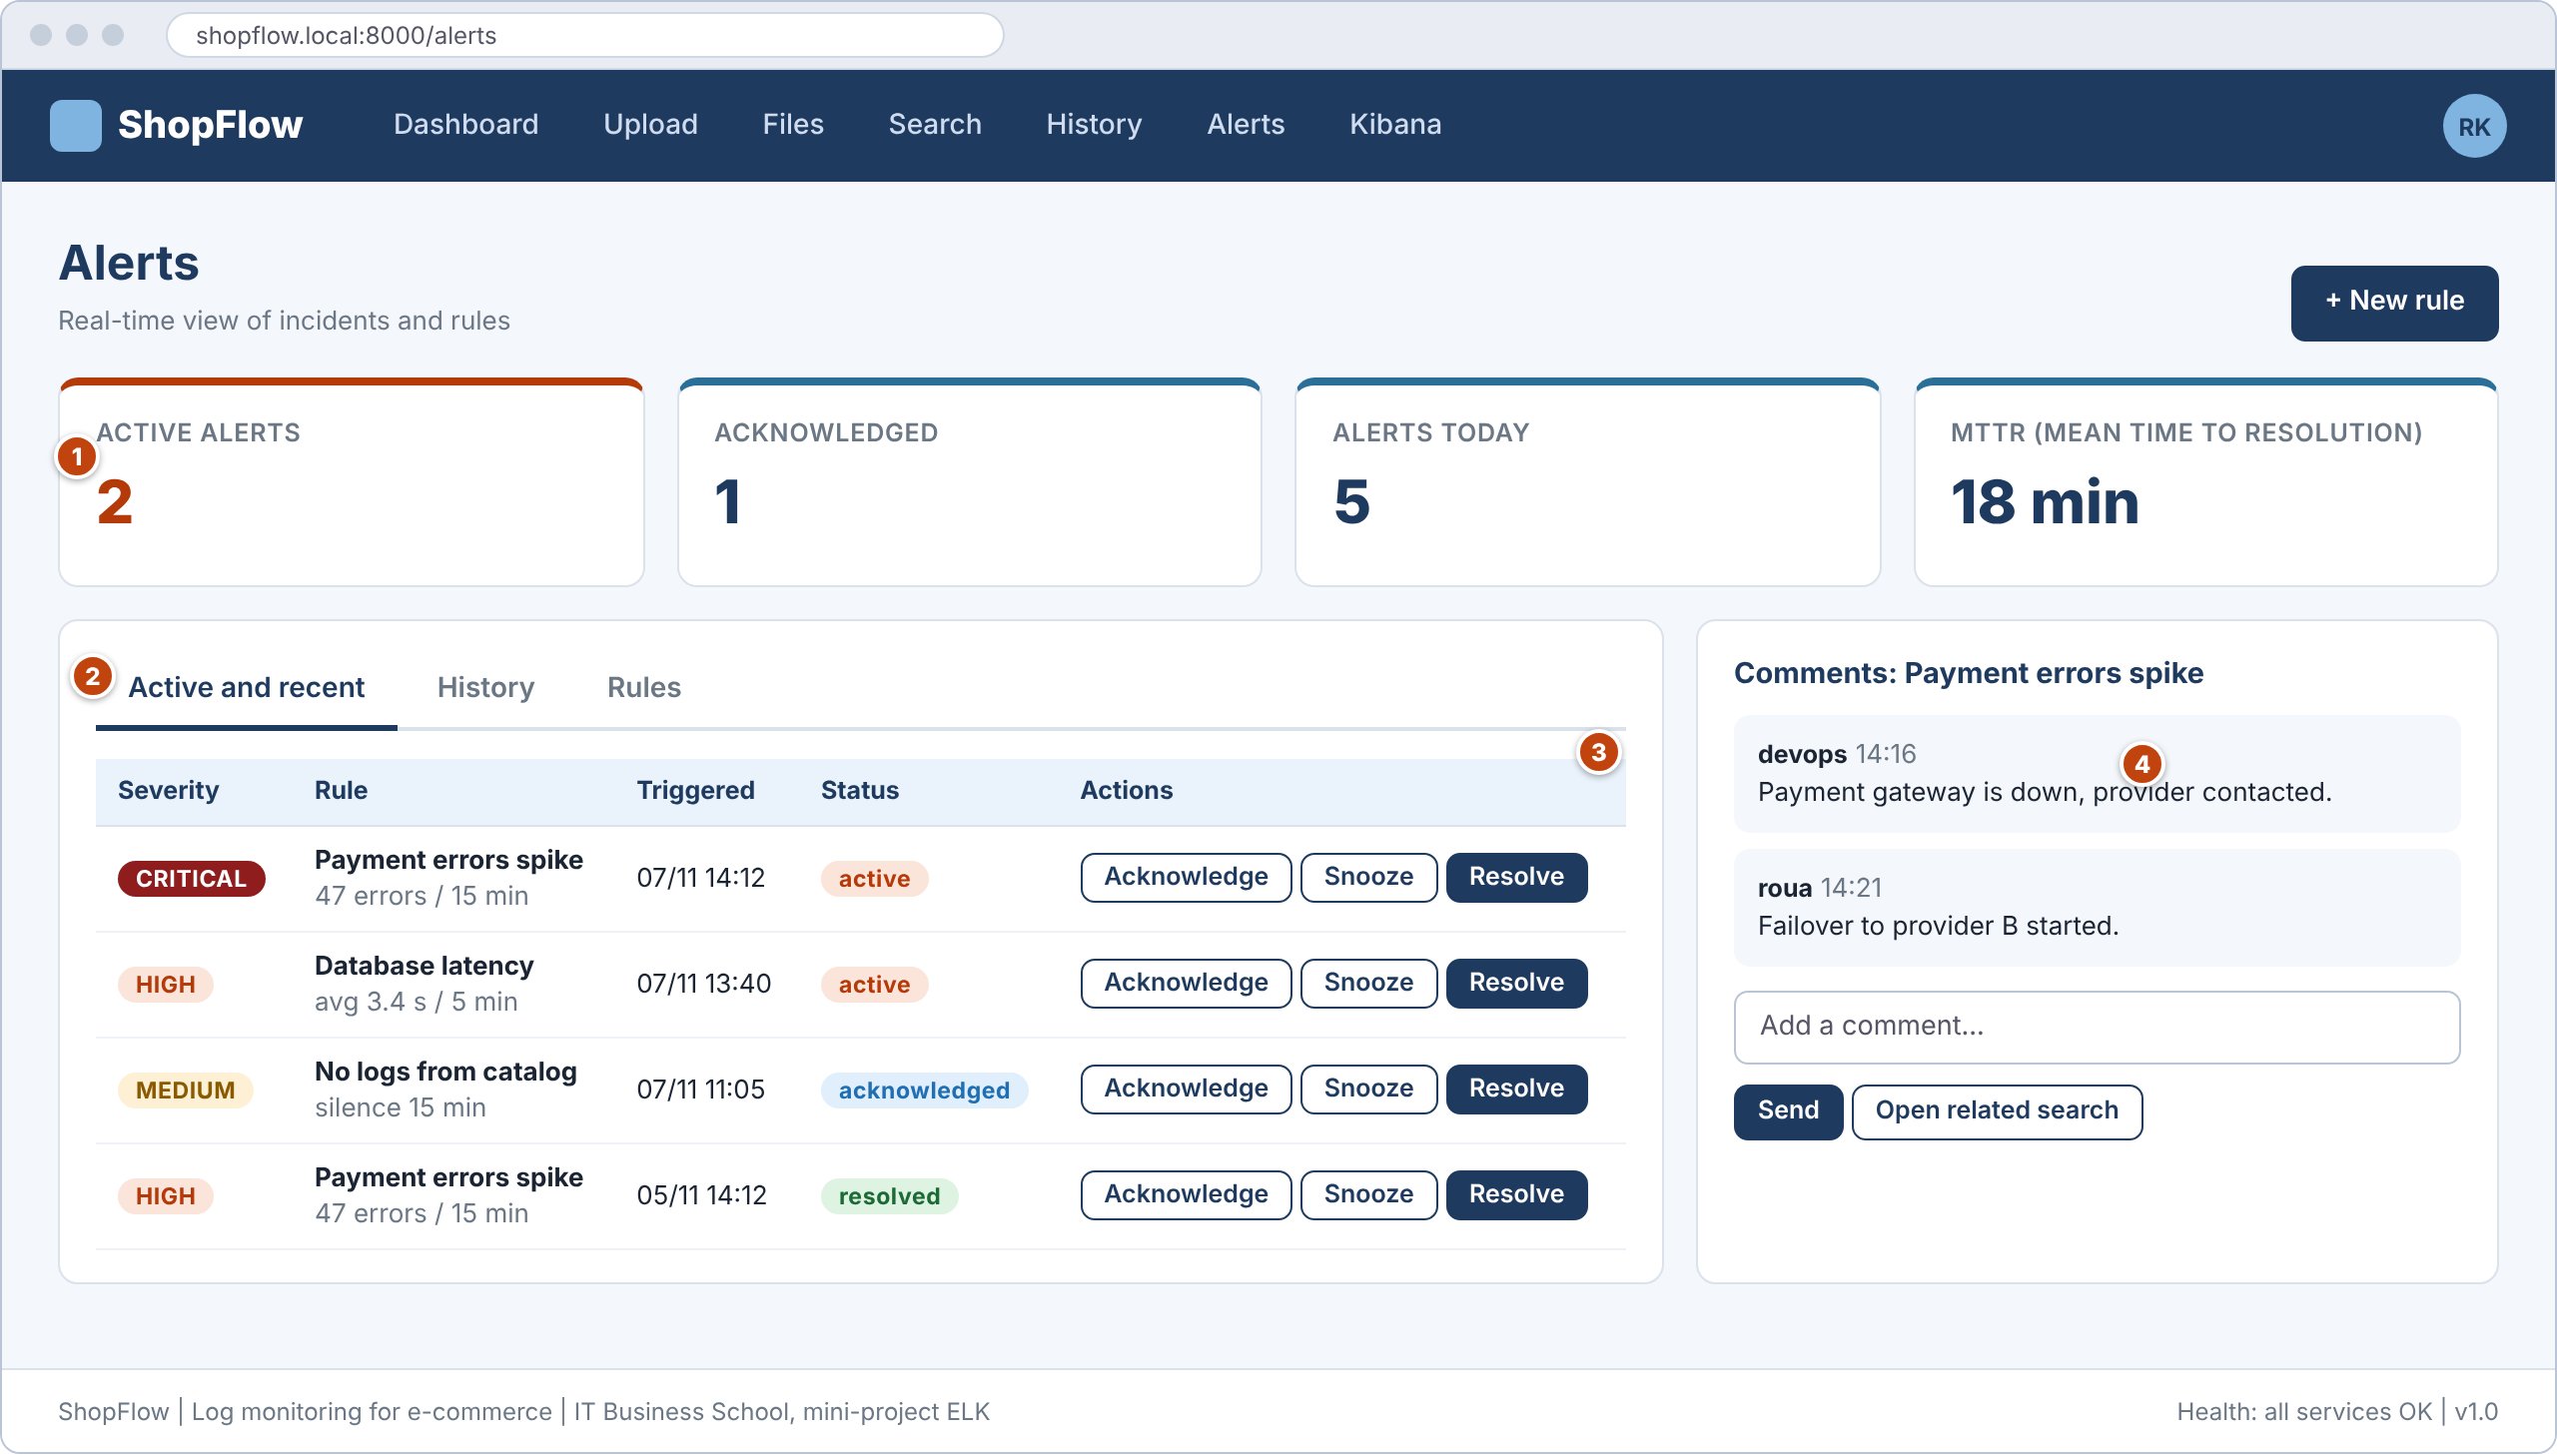 shopflow.local:8000/alerts
ShopFlow Dashboard Upload Files Search History Alerts Kibana RK
Alerts
Real-time view of incidents and rules
+ New rule
ACTIVE ALERTS
1
2
ACKNOWLEDGED
1
ALERTS TODAY
5
MTTR (MEAN TIME TO RESOLUTION)
18 min
2
Active and recent History Rules
3
Severity Rule Triggered Status Actions
CRITICAL Payment errors spike 07/11 14:12 active Acknowledge Snooze Resolve
47 errors / 15 min
HIGH Database latency 07/11 13:40 active Acknowledge Snooze Resolve
avg 3.4 s / 5 min
MEDIUM No logs from catalog 07/11 11:05 acknowledged Acknowledge Snooze Resolve
silence 15 min
HIGH Payment errors spike 05/11 14:12 resolved Acknowledge Snooze Resolve
47 errors / 15 min
Comments: Payment errors spike
devops 14:16
4
Payment gateway is down, provider contacted.
roua 14:21
Failover to provider B started.
Add a comment...
Send Open related search
ShopFlow | Log monitoring for e-commerce | IT Business School, mini-project ELK
Health: all services OK | v1.0